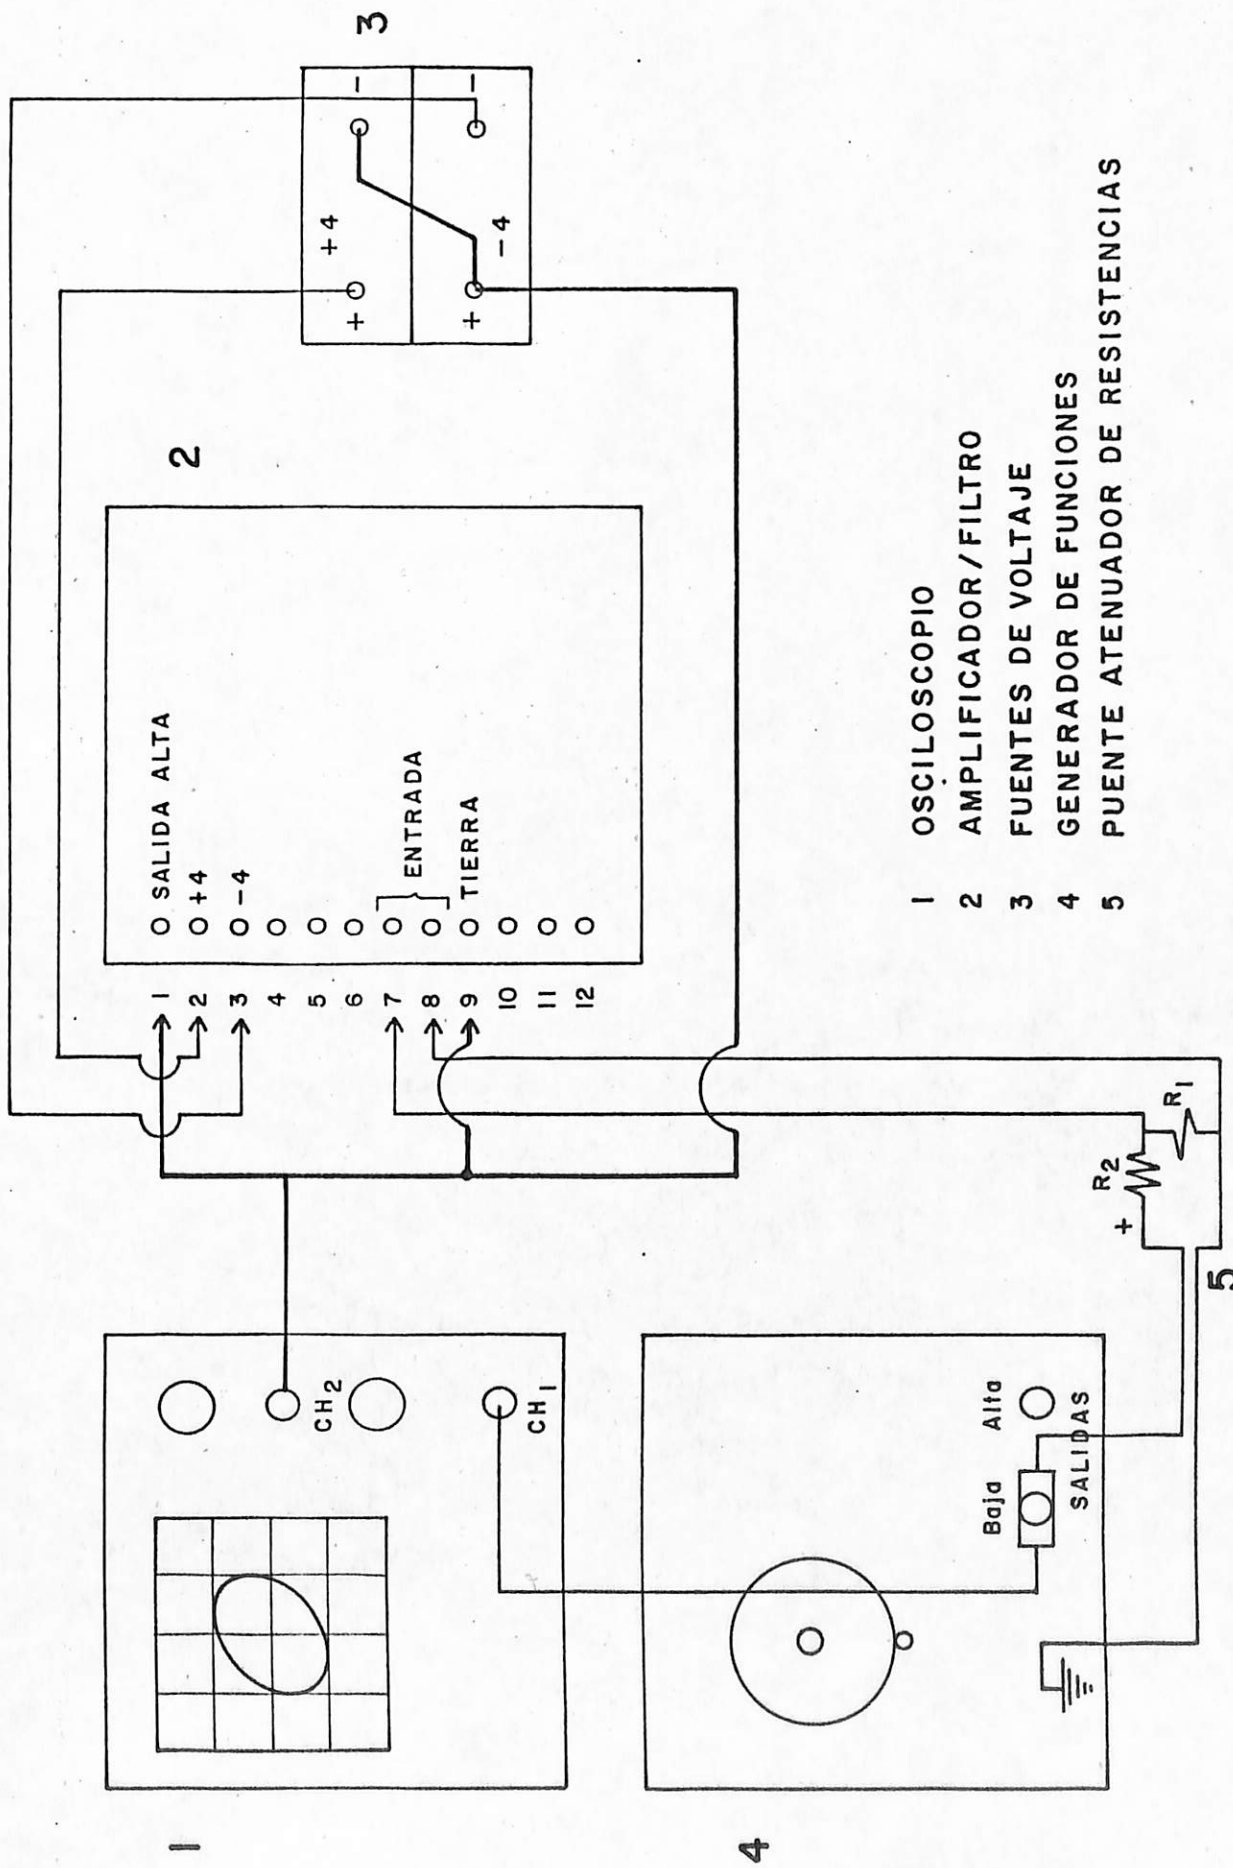 1
CH2
CH1
2
1 O SALIDA ALTA
2 O +4
3 O -4
4 O
5 O
6 O
7 O
8 O
ENTRADA
9 O TIERRA
10 O
11 O
12 O
3
+ +4 -
+ -4 -
4
Baja Alta
SALIDAS
5
+ R2
R1
1 OSCILOSCOPIO
2 AMPLIFICADOR/FILTRO
3 FUENTES DE VOLTAJE
4 GENERADOR DE FUNCIONES
5 PUENTE ATENUADOR DE RESISTENCIAS